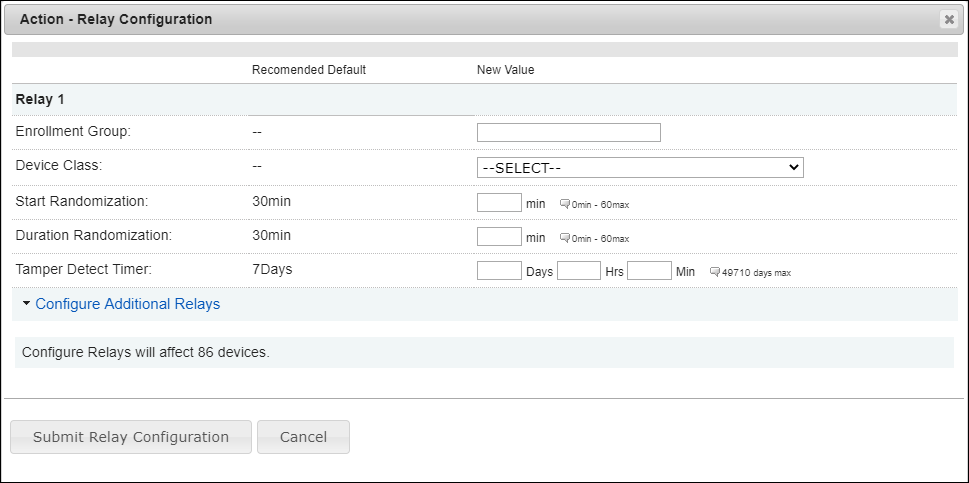 Action - Relay Configuration
Recomended Default New Value
Relay 1
Enrollment Group: --
Device Class: -- --SELECT--
Start Randomization: 30min min 0min - 60max
Duration Randomization: 30min min 0min - 60max
Tamper Detect Timer: 7Days Days Hrs Min 49710 days max
Configure Additional Relays
Configure Relays will affect 86 devices.
Submit Relay Configuration Cancel